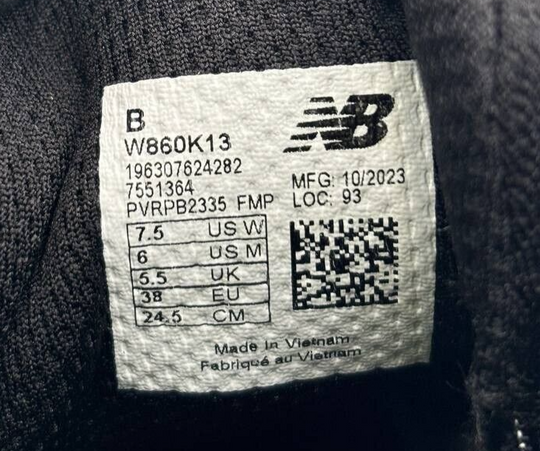 B
W860K13
196307624282
7551364
PVRPB2335 FMP
NB
MFG: 10/2023
LOC: 93
7.5 US W
6 US M
5.5 UK
38 EU
24.5 CM
Made in Vietnam
Fabriqué au Vietnam